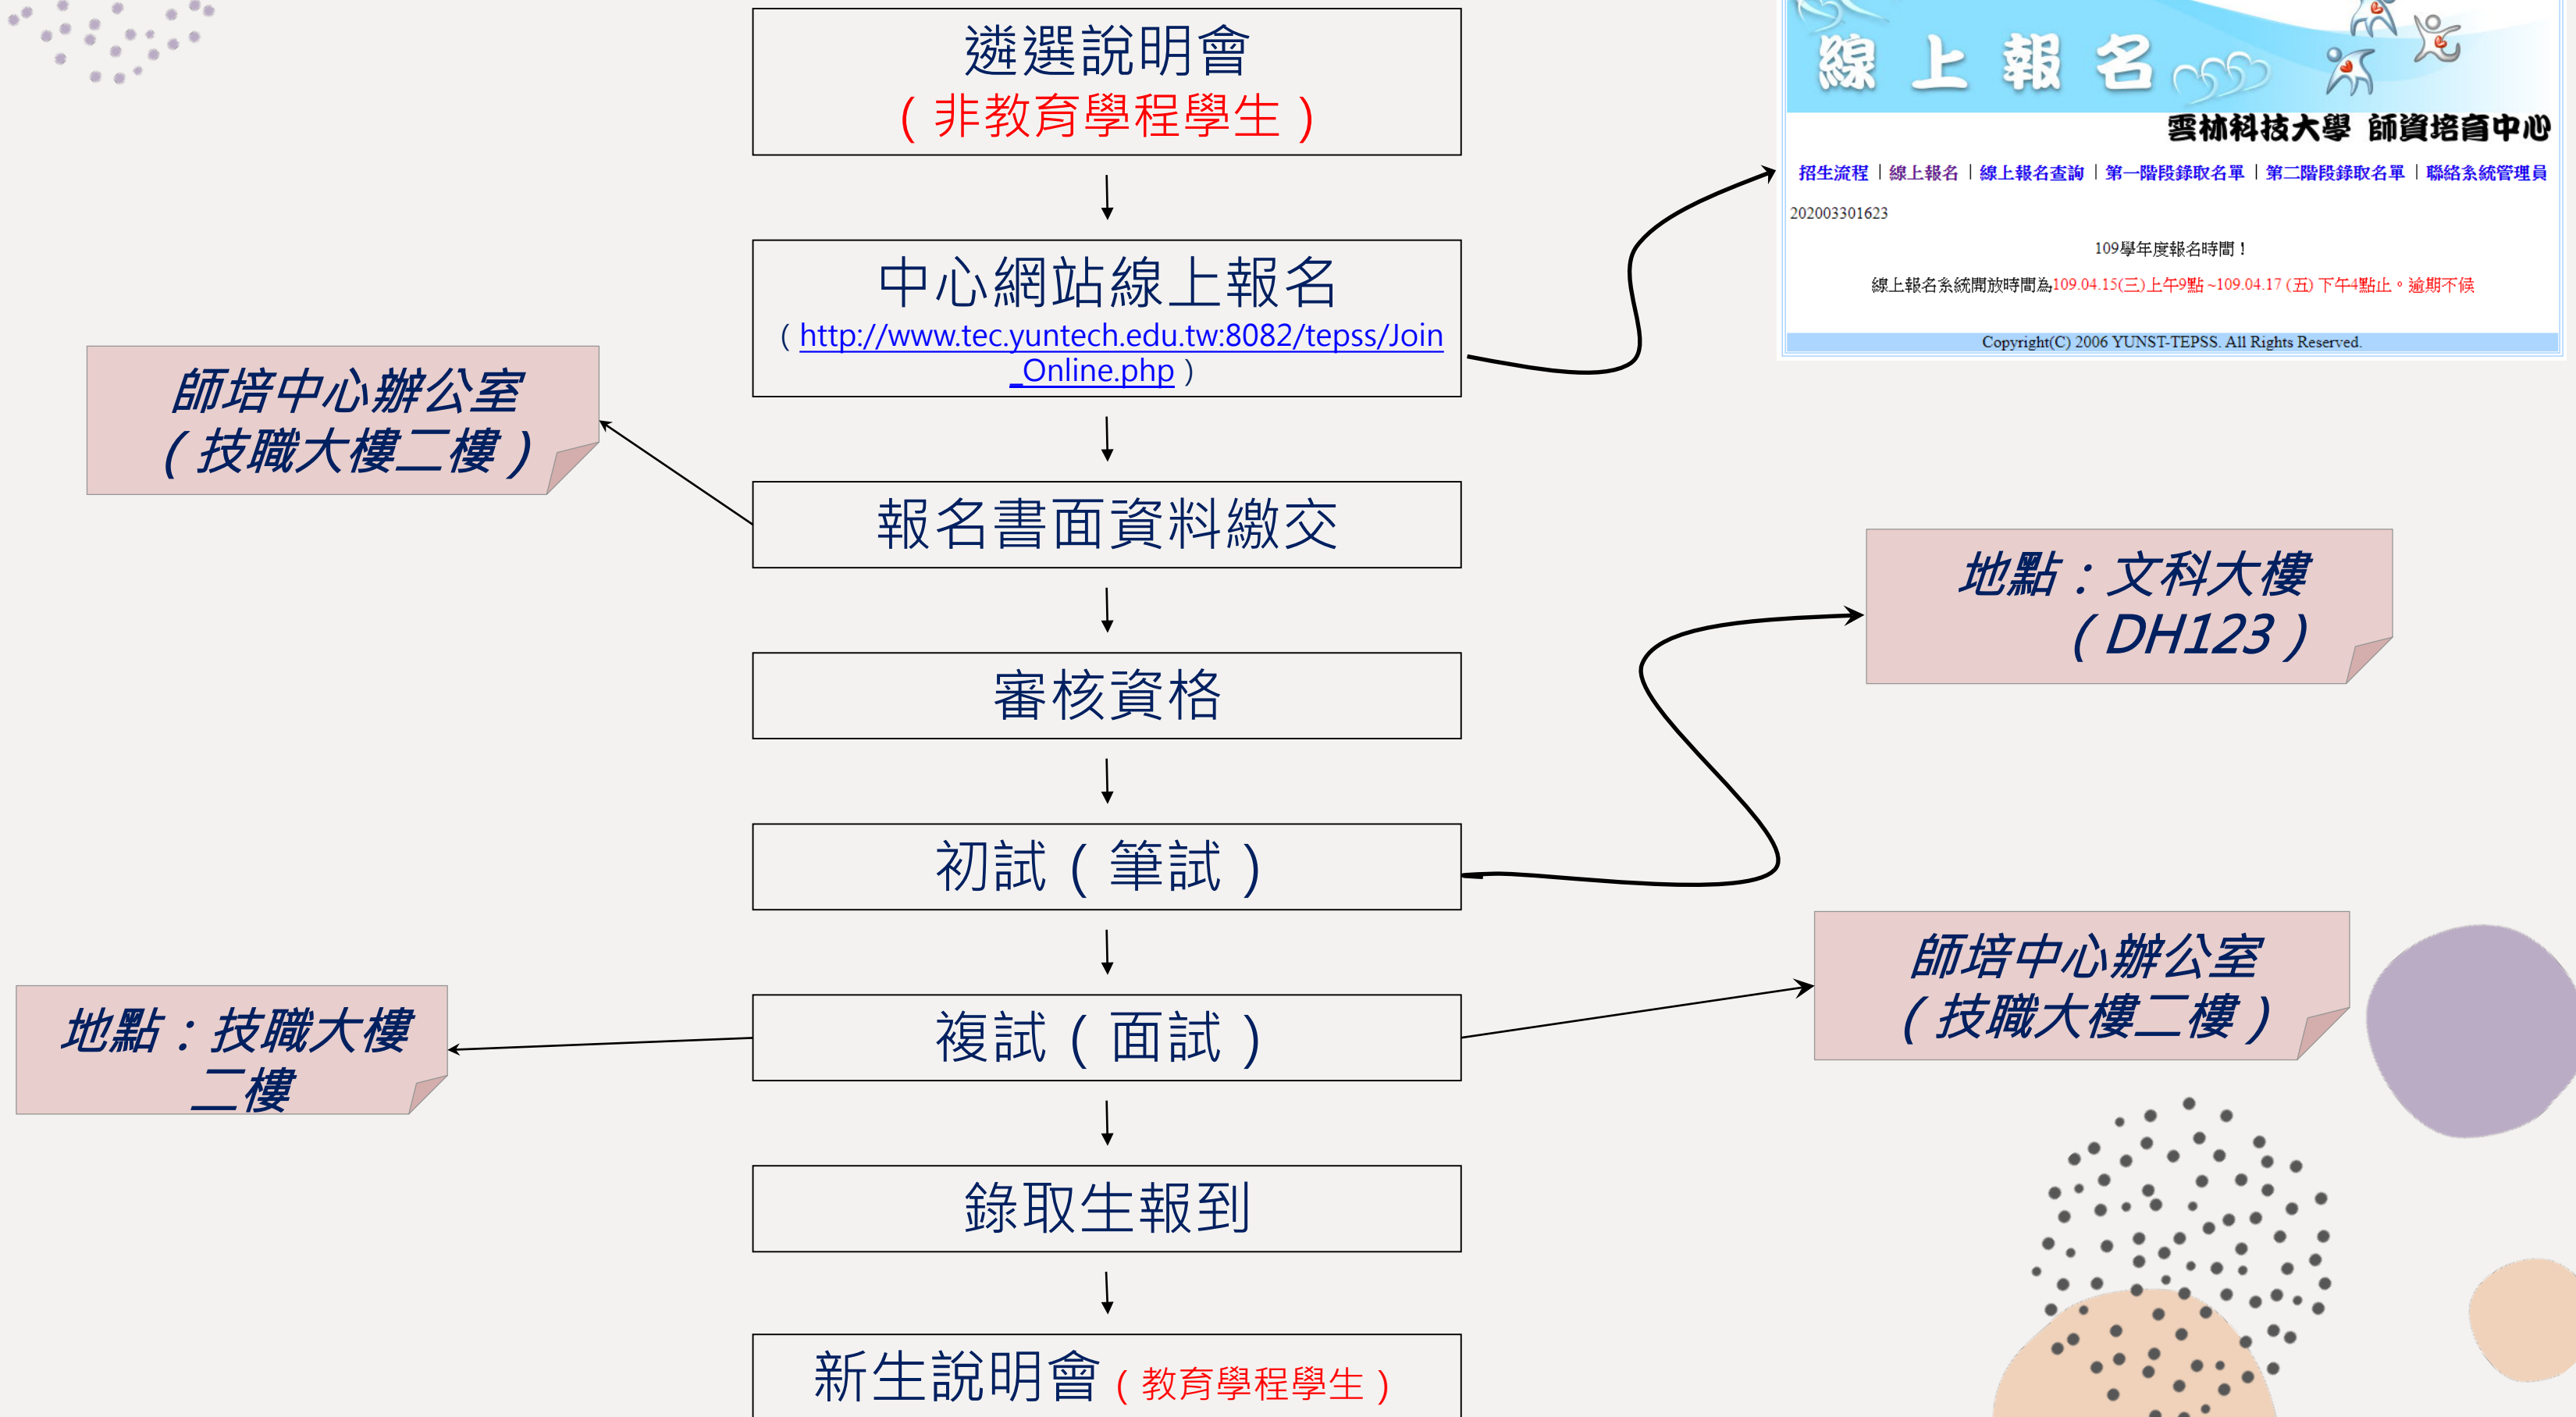 遴選說明會
（非教育學程學生）
中心網站線上報名
（http://www.tec.yuntech.edu.tw:8082/tepss/Join
_Online.php）
報名書面資料繳交
審核資格
初試（筆試）
複試（面試）
錄取生報到
新生說明會（教育學程學生）
師培中心辦公室
（技職大樓二樓）
地點：技職大樓
二樓
線上報名
雲林科技大學 師資培育中心
招生流程｜線上報名｜線上報名查詢｜第一階段錄取名單｜第二階段錄取名單｜聯絡系統管理員
202003301623
109學年度報名時間！
線上報名系統開放時間為109.04.15(三)上午9點 ~109.04.17 (五) 下午4點止。逾期不候
Copyright(C) 2006 YUNST-TEPSS. All Rights Reserved.
地點：文科大樓
（DH123）
師培中心辦公室
（技職大樓二樓）